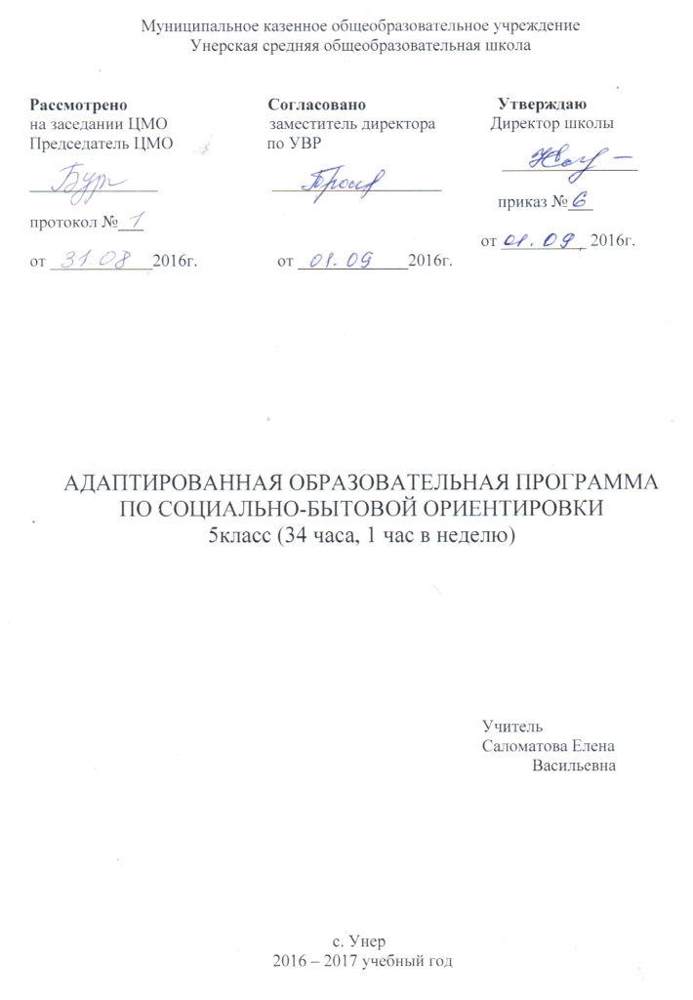 Муниципальное казенное общеобразовательное учреждение
Унерская средняя общеобразовательная школа
Рассмотрено
на заседании ЦМО
Председатель ЦМО
протокол № 1
от 31.08 2016г.
Согласовано
заместитель директора
по УВР
от 01.09 2016г.
Утверждаю
Директор школы
приказ № 6
от 01.09. 2016г.
АДАПТИРОВАННАЯ ОБРАЗОВАТЕЛЬНАЯ ПРОГРАММА
ПО СОЦИАЛЬНО-БЫТОВОЙ ОРИЕНТИРОВКИ
5класс (34 часа, 1 час в неделю)
Учитель
Саломатова Елена
Васильевна
с. Унер
2016 – 2017 учебный год